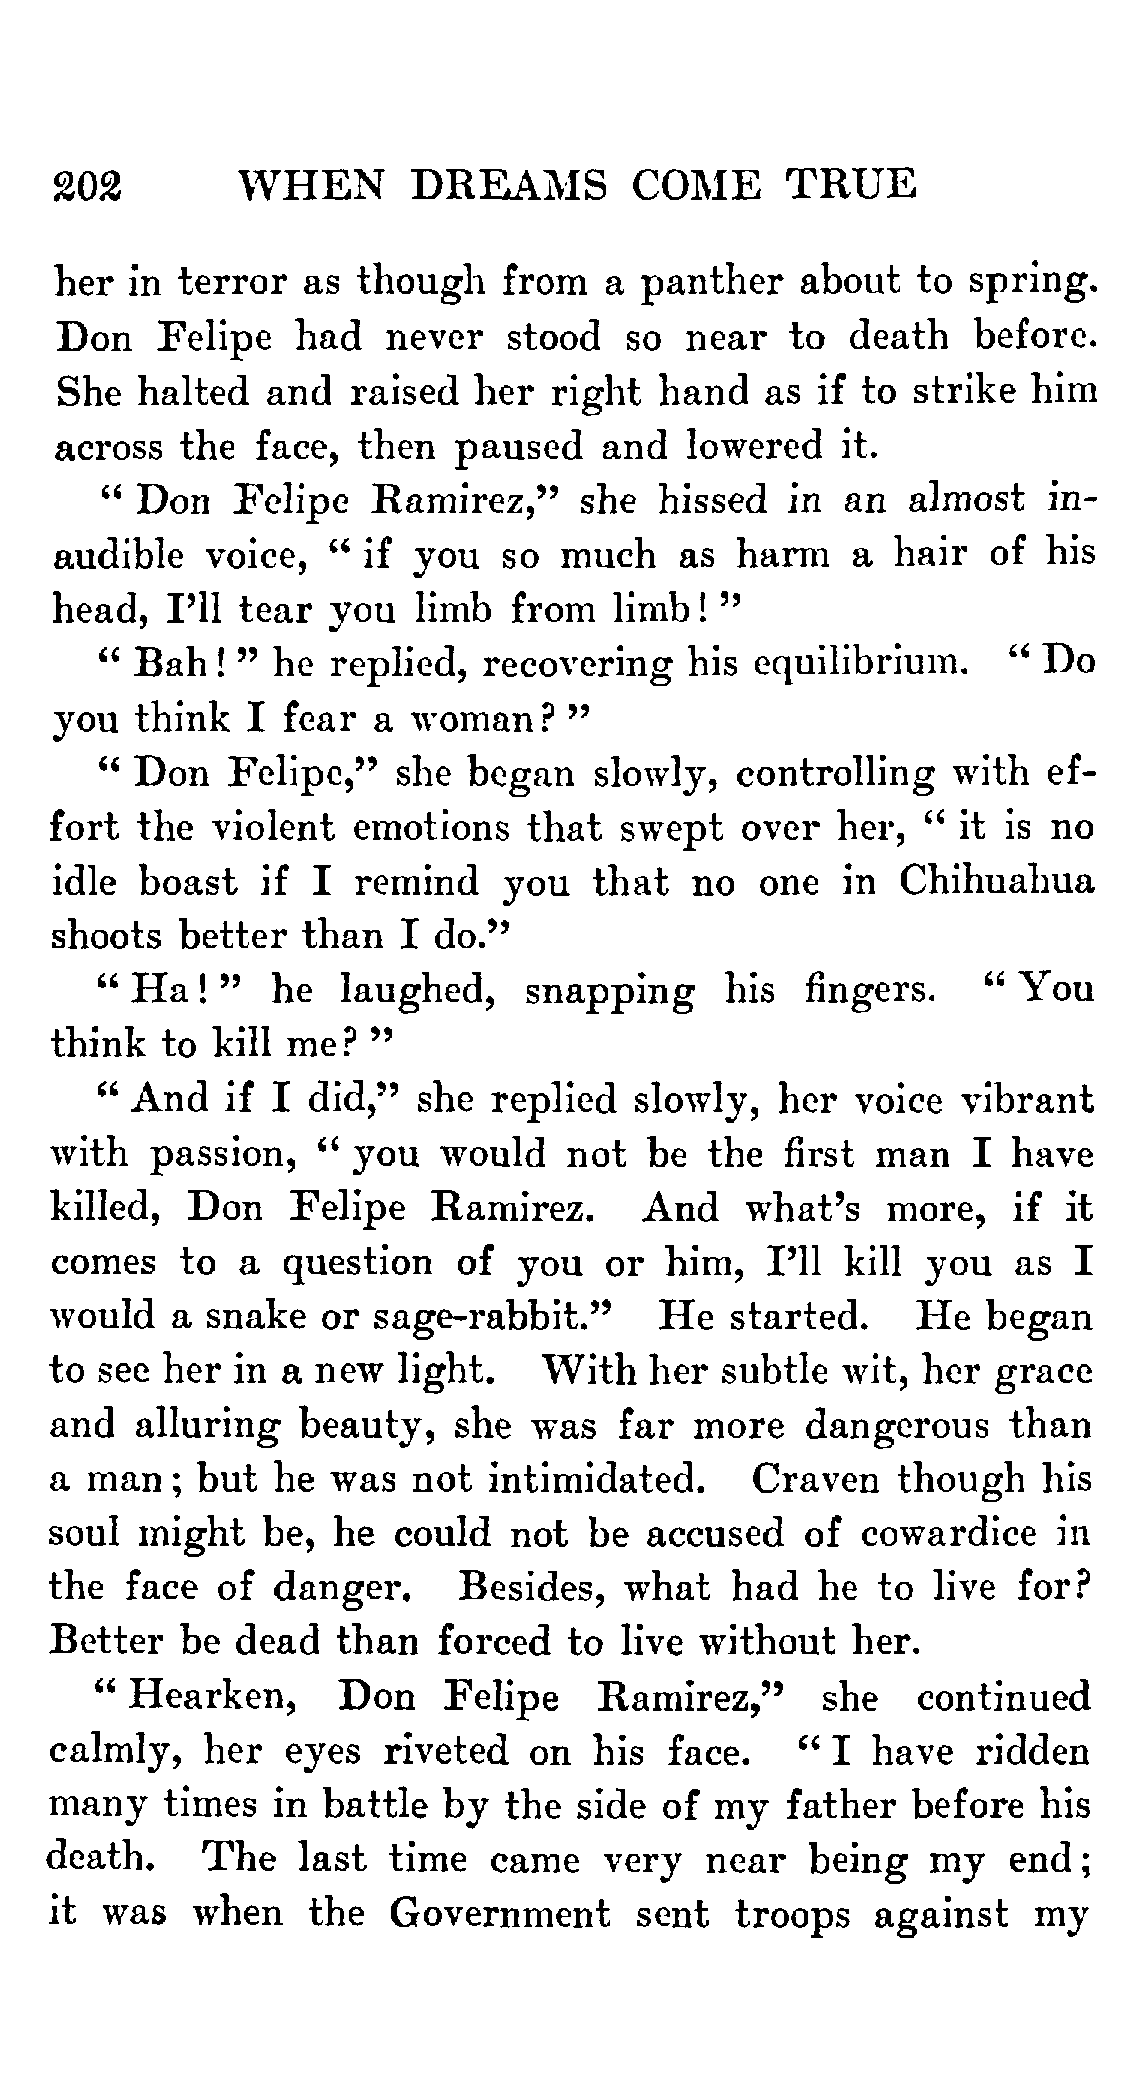 202 WHEN DREAMS COME TRUE
her in terror as though from a panther about to spring.
Don Felipe had never stood so near to death before.
She halted and raised her right hand as if to strike him
across the face, then paused and lowered it.
“ Don Felipe Ramirez,” she hissed in an almost in-
audible voice, “ if you so much as harm a hair of his
head, I’ll tear you limb from limb! ”
“ Bah! ” he replied, recovering his equilibrium. “ Do
you think I fear a woman? ”
“ Don Felipe,” she began slowly, controlling with ef-
fort the violent emotions that swept over her, “ it is no
idle boast if I remind you that no one in Chihuahua
shoots better than I do.”
“ Ha! ” he laughed, snapping his fingers. “ You
think to kill me? ”
“ And if I did,” she replied slowly, her voice vibrant
with passion, “ you would not be the first man I have
killed, Don Felipe Ramirez. And what’s more, if it
comes to a question of you or him, I’ll kill you as I
would a snake or sage-rabbit.” He started. He began
to see her in a new light. With her subtle wit, her grace
and alluring beauty, she was far more dangerous than
a man; but he was not intimidated. Craven though his
soul might be, he could not be accused of cowardice in
the face of danger. Besides, what had he to live for?
Better be dead than forced to live without her.
“ Hearken, Don Felipe Ramirez,” she continued
calmly, her eyes riveted on his face. “ I have ridden
many times in battle by the side of my father before his
death. The last time came very near being my end;
it was when the Government sent troops against my